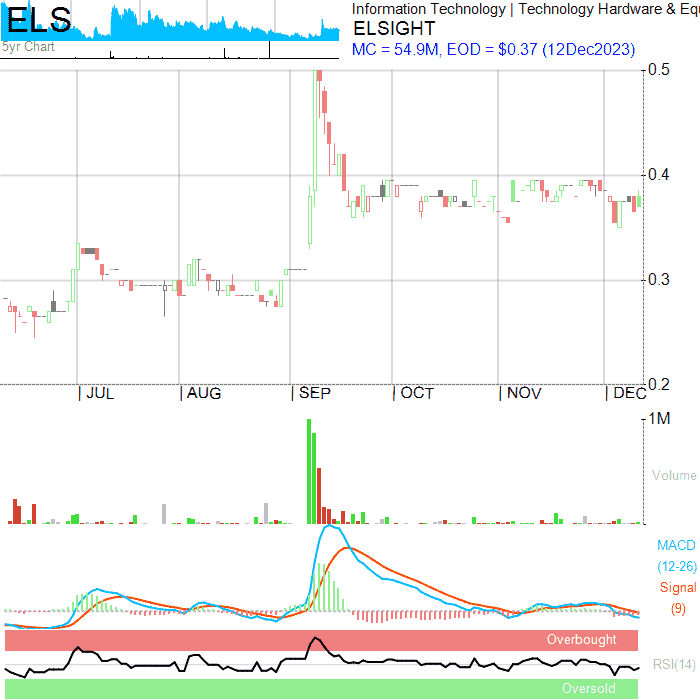 ELS
5yr Chart
Information Technology | Technology Hardware & Equ
ELSIGHT
MC = 54.9M, EOD = $0.37 (12Dec2023)
0.5
0.4
0.3
0.2
| JUL | AUG | SEP | OCT | NOV | DEC
1M
Volume
MACD
(12-26)
Signal
(9)
Overbought
RSI(14)
Oversold